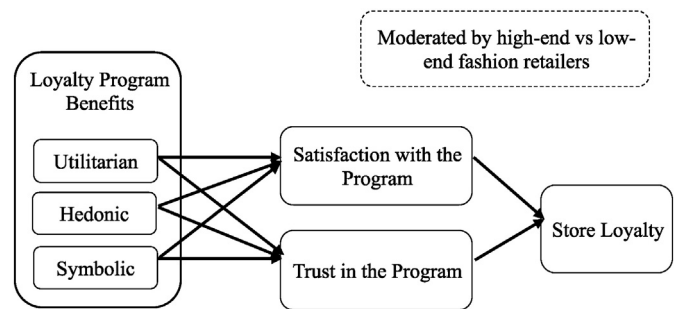 Moderated by high-end vs low-
end fashion retailers
Loyalty Program
Benefits
Utilitarian
Hedonic
Symbolic
Satisfaction with the
Program
Trust in the Program
Store Loyalty